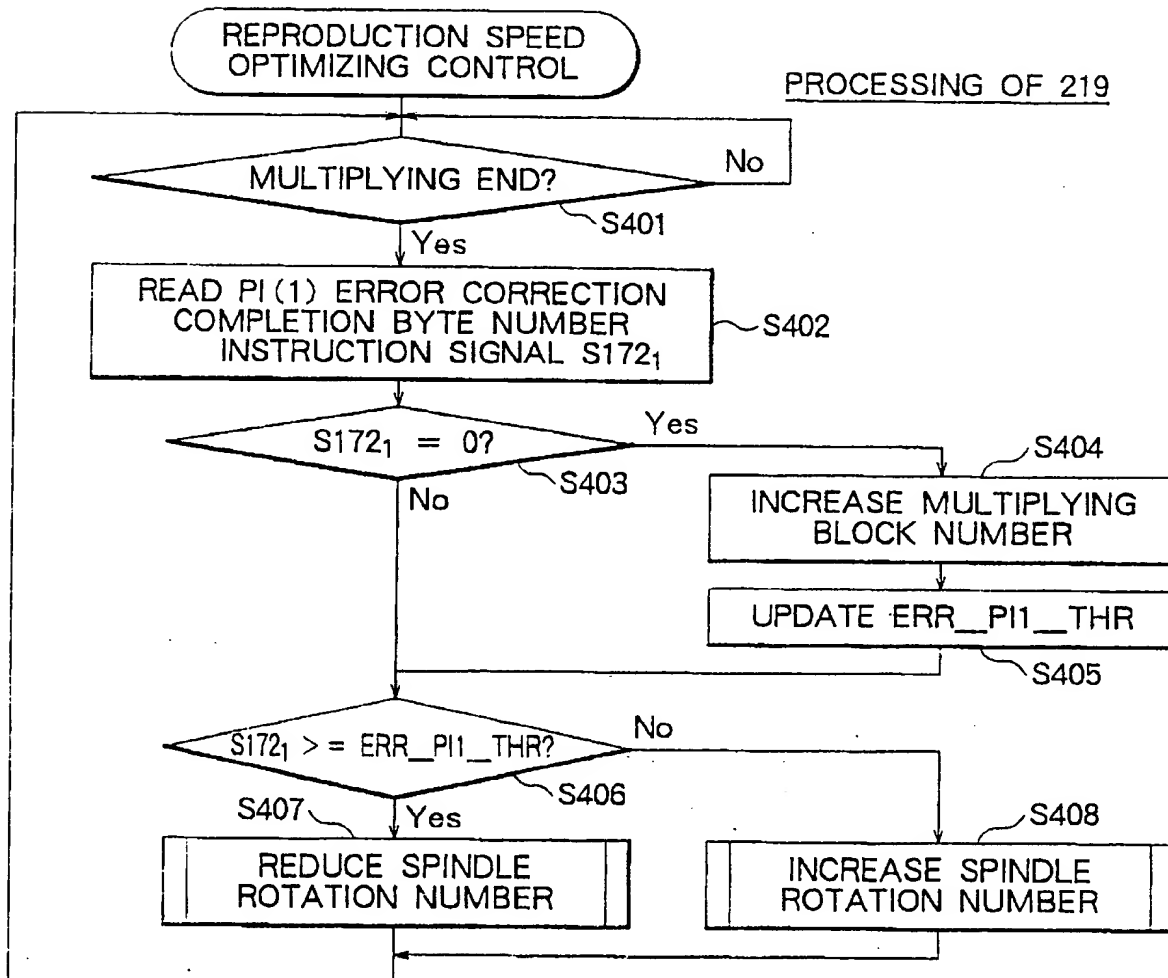 REPRODUCTION SPEED
OPTIMIZING CONTROL
PROCESSING OF 219
No
MULTIPLYING END?
S401
Yes
READ PI(1) ERROR CORRECTION
COMPLETION BYTE NUMBER
INSTRUCTION SIGNAL S172₁
S402
S172₁ = 0?
Yes
S403
No
S404
INCREASE MULTIPLYING
BLOCK NUMBER
UPDATE ERR__PI1__THR
S405
S172₁ >= ERR__PI1__THR?
No
S406
Yes
S407
REDUCE SPINDLE
ROTATION NUMBER
S408
INCREASE SPINDLE
ROTATION NUMBER